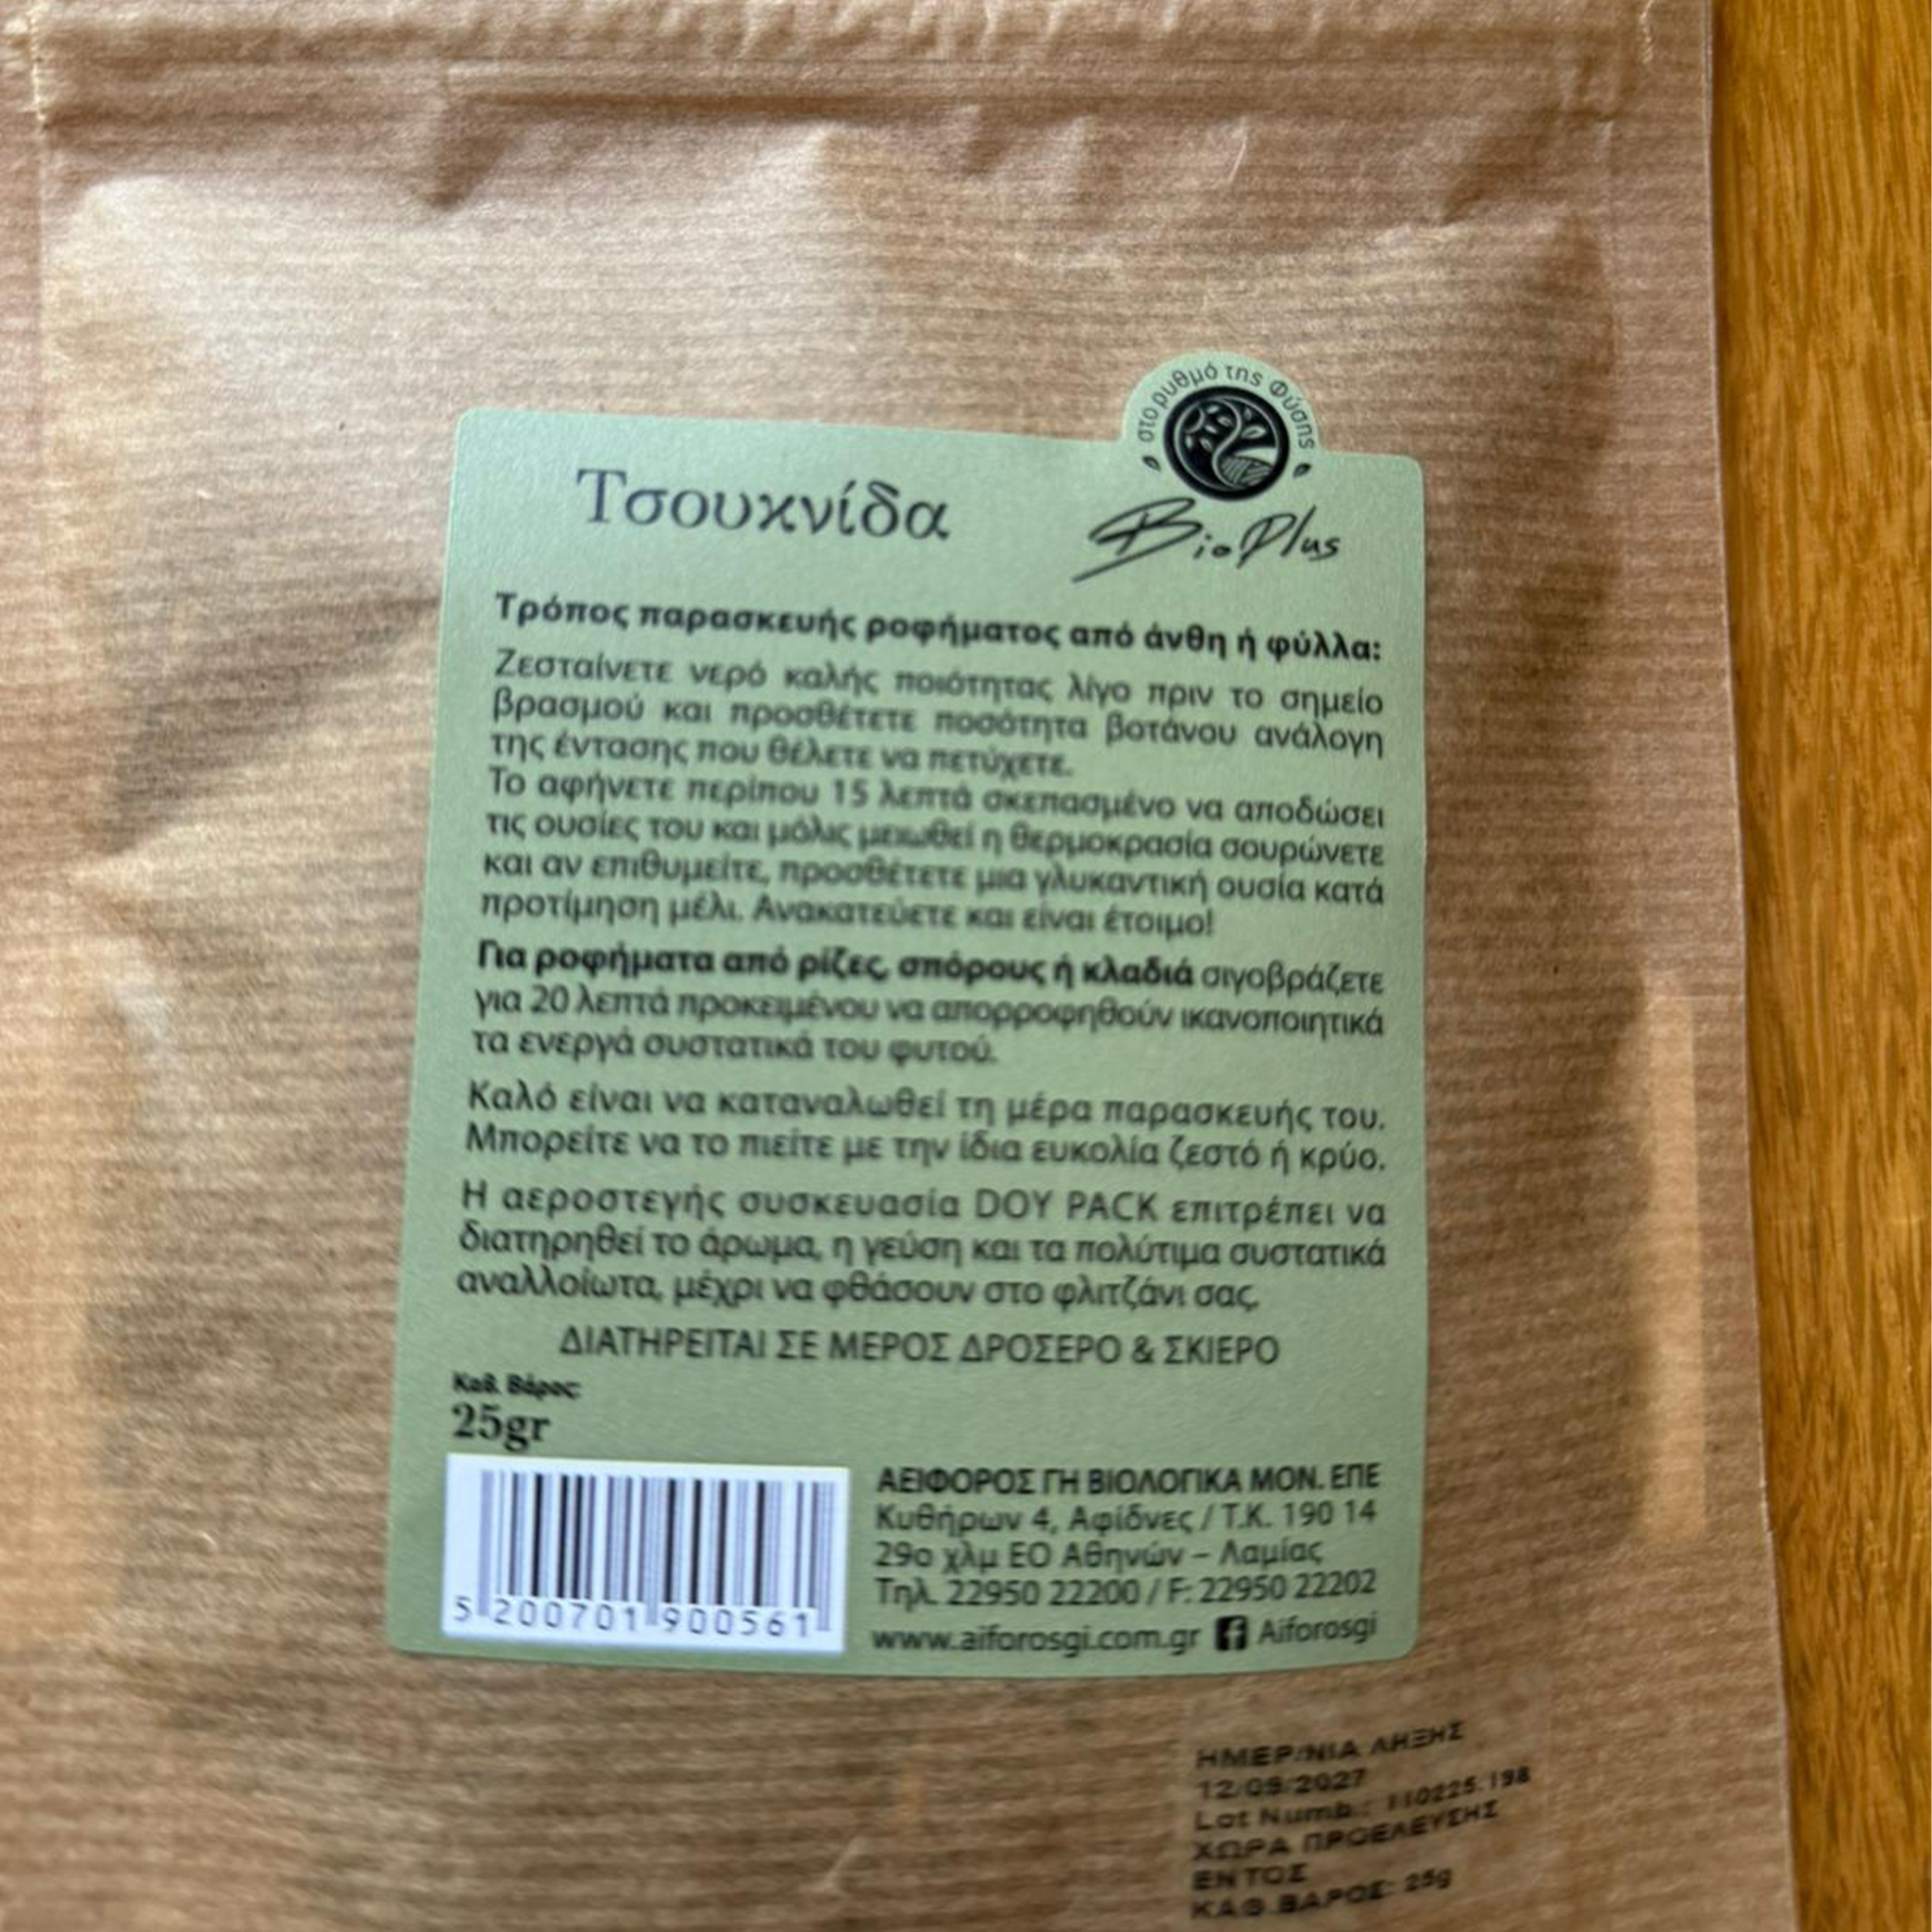 στο ρυθμό της Φύσης
Τσουκνίδα
Bio Plus
Τρόπος παρασκευής ροφήματος από άνθη ή φύλλα:
Ζεσταίνετε νερό καλής ποιότητας λίγο πριν το σημείο
βρασμού και προσθέτετε ποσότητα βοτάνου ανάλογη
της έντασης που θέλετε να πετύχετε.
Το αφήνετε περίπου 15 λεπτά σκεπασμένο να αποδώσει
τις ουσίες του και μόλις μειωθεί η θερμοκρασία σουρώνετε
και αν επιθυμείτε, προσθέτετε μια γλυκαντική ουσία κατά
προτίμηση μέλι. Ανακατεύετε και είναι έτοιμο!
Για ροφήματα από ρίζες, σπόρους ή κλαδιά σιγοβράζετε
για 20 λεπτά προκειμένου να απορροφηθούν ικανοποιητικά
τα ενεργά συστατικά του φυτού.
Καλό είναι να καταναλωθεί τη μέρα παρασκευής του.
Μπορείτε να το πιείτε με την ίδια ευκολία ζεστό ή κρύο.
Η αεροστεγής συσκευασία DOY PACK επιτρέπει να
διατηρηθεί το άρωμα, η γεύση και τα πολύτιμα συστατικά
αναλλοίωτα, μέχρι να φθάσουν στο φλιτζάνι σας.
ΔΙΑΤΗΡΕΙΤΑΙ ΣΕ ΜΕΡΟΣ ΔΡΟΣΕΡΟ & ΣΚΙΕΡΟ
Καθ. Βάρος:
25gr
5 200701 900561
ΑΕΙΦΟΡΟΣ ΓΗ ΒΙΟΛΟΓΙΚΑ ΜΟΝ. ΕΠΕ
Κυθήρων 4, Αφίδνες / Τ.Κ. 190 14
29ο χλμ ΕΟ Αθηνών – Λαμίας
Τηλ. 22950 22200 / F: 22950 22202
www.aiforosgi.com.gr Aiforosgi
ΗΜΕΡ/ΝΙΑ ΛΗΞΗΣ
Lot Numb.: 110225.198
ΧΩΡΑ ΠΡΟΕΛΕΥΣΗΣ
ΕΝΤΟΣ
ΚΑΘ.ΒΑΡΟΣ: 25g